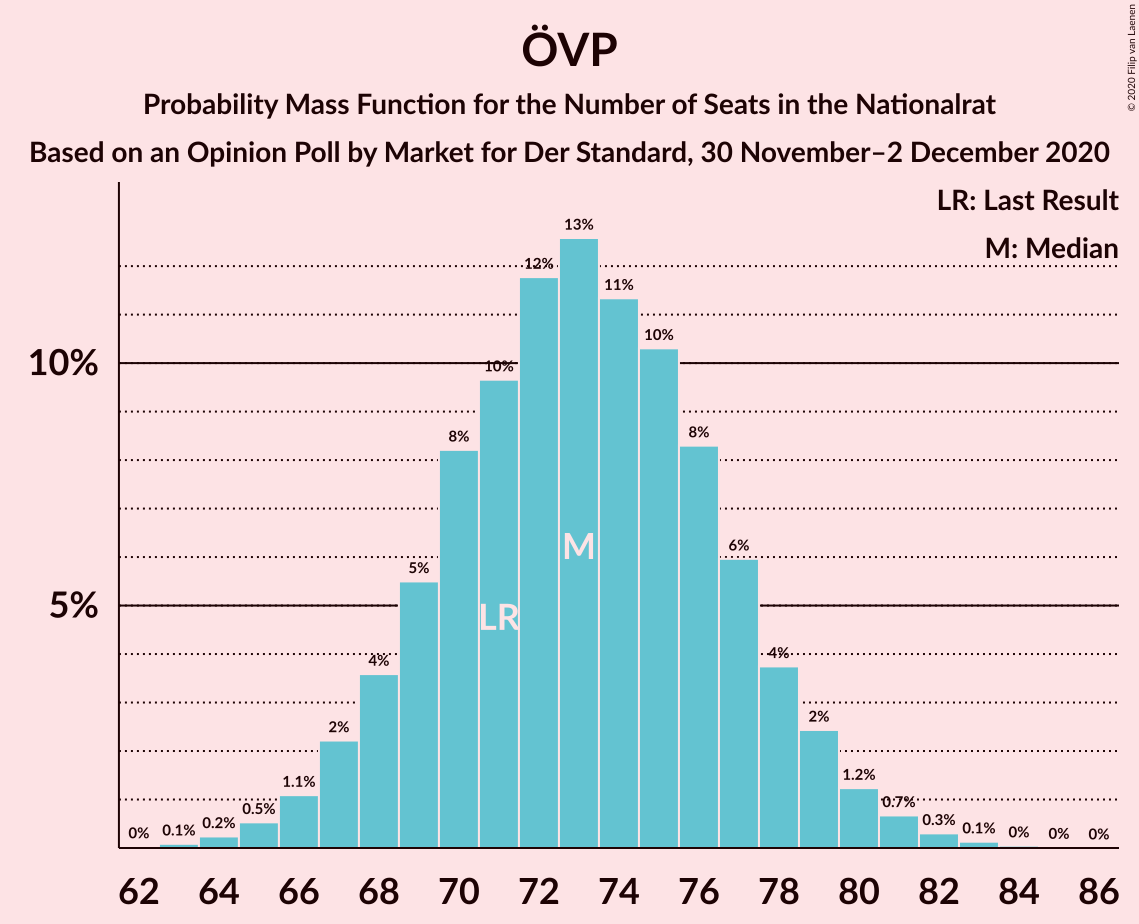 ÖVP
Probability Mass Function for the Number of Seats in the Nationalrat
Based on an Opinion Poll by Market for Der Standard, 30 November–2 December 2020
© 2020 Filip van Laenen
LR: Last Result
M: Median
13%
12%
11%
10%
10%
10%
8%
8%
M
6%
5%
5%
LR
4%
4%
2%
2%
1.1%
1.2%
0.5%
0.7%
0% 0.1% 0.2% 0.3% 0.1% 0% 0% 0%
62 64 66 68 70 72 74 76 78 80 82 84 86